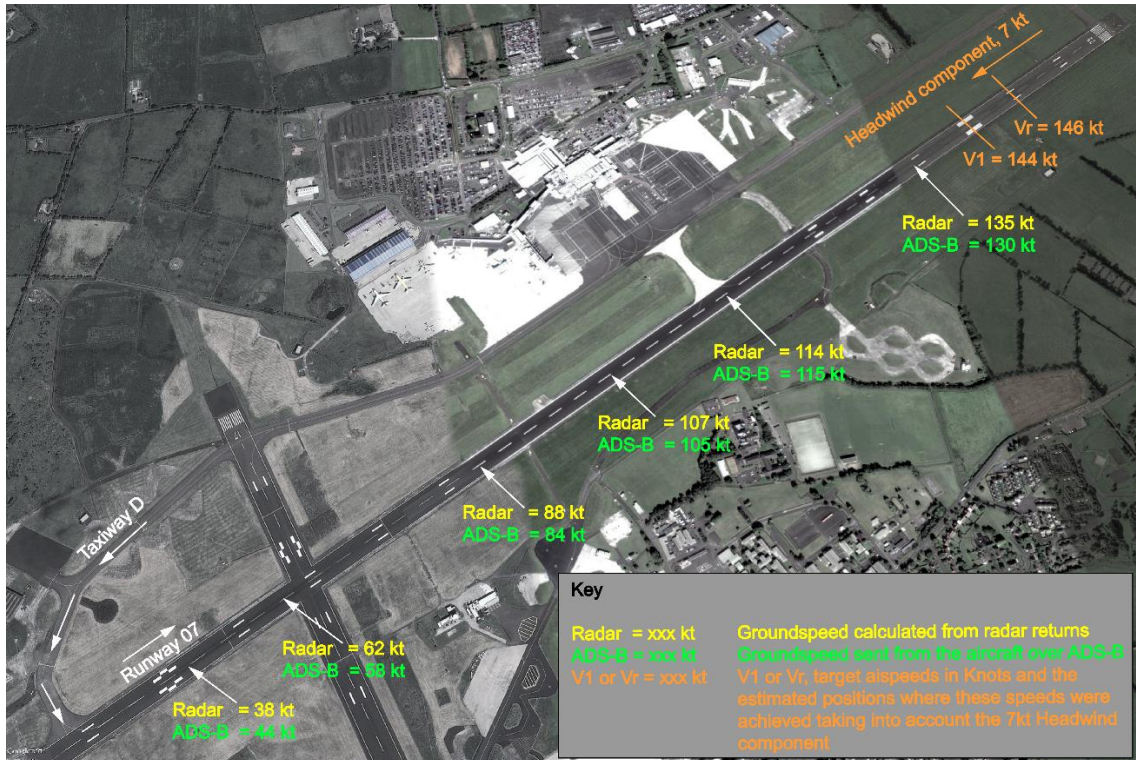 Headwind component, 7 kt
Vr = 146 kt
V1 = 144 kt
Radar = 135 kt
ADS-B = 130 kt
Radar = 114 kt
ADS-B = 115 kt
Radar = 107 kt
ADS-B = 105 kt
Radar = 88 kt
ADS-B = 84 kt
Taxiway D
Runway 07
Radar = 62 kt
ADS-B = 58 kt
Radar = 38 kt
ADS-B = 44 kt
Key
Radar = xxx kt Groundspeed calculated from radar returns
ADS-B = xxx kt Groundspeed sent from the aircraft over ADS-B
V1 or Vr = xxx kt V1 or Vr, target aispeeds in Knots and the
estimated positions where these speeds were
achieved taking into account the 7kt Headwind
component